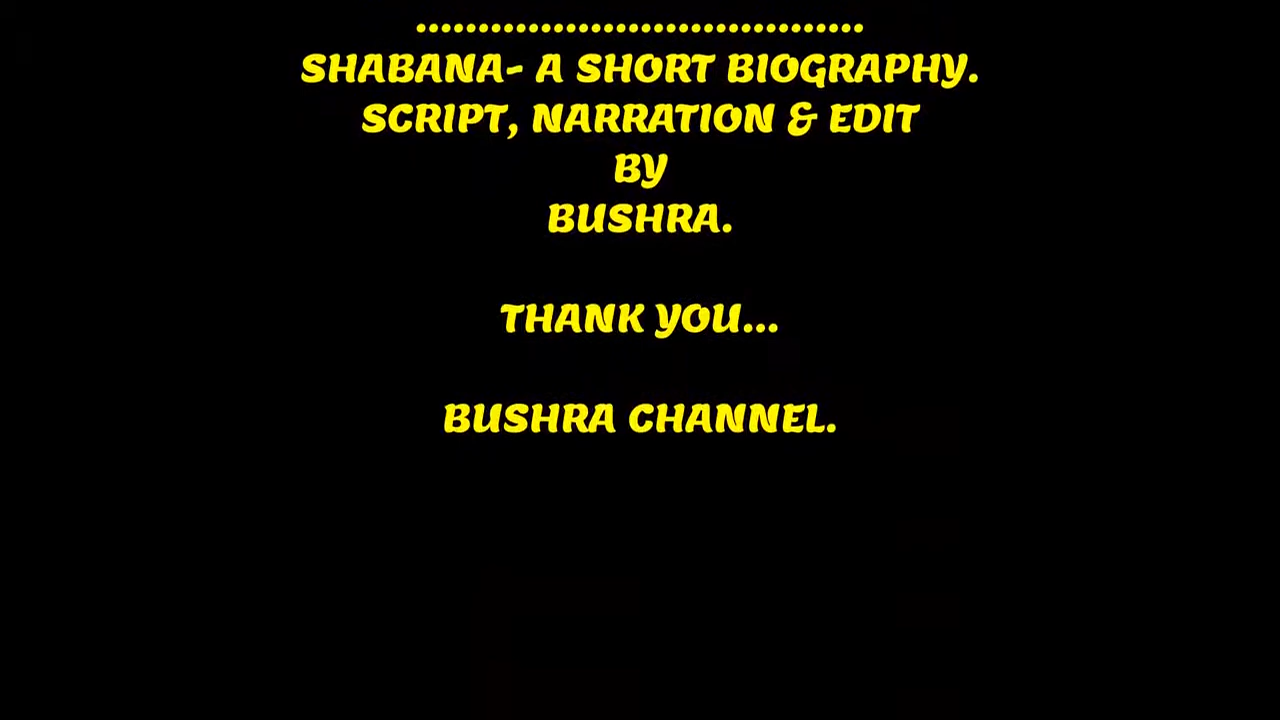 ....................................
SHABANA- A SHORT BIOGRAPHY.
SCRIPT, NARRATION & EDIT
BY
BUSHRA.
THANK YOU...
BUSHRA CHANNEL.